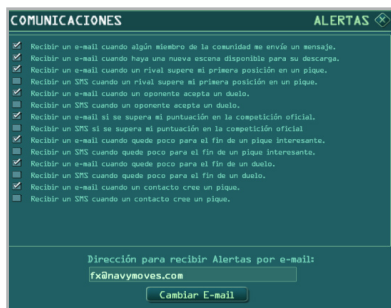 COMUNICACIONES ALERTAS
Recibir un e-mail cuando algún miembro de la comunidad me envíe un mensaje.
Recibir un e-mail cuando haya una nueva escena disponible para su descarga.
Recibir un e-mail cuando un rival supere mi primera posición en un pique.
Recibir un SMS cuando un rival supere mi primera posición en un pique.
Recibir un e-mail cuando un oponente acepta un duelo.
Recibir un SMS cuando un oponente acepta un duelo.
Recibir un e-mail si se supera mi puntuación en la competición oficial.
Recibir un SMS si se supera mi puntuación en la competición oficial
Recibir un e-mail cuando quede poco para el fin de un pique interesante.
Recibir un SMS cuando quede poco para el fin de un pique interesante.
Recibir un e-mail cuando quede poco para el fin de un duelo.
Recibir un SMS cuando quede poco para el fin de un duelo.
Recibir un e-mail cuando un contacto cree un pique.
Recibir un SMS cuando un contacto cree un pique.
Dirección para recibir Alertas por e-mail:
fx@navymoves.com
Cambiar E-mail